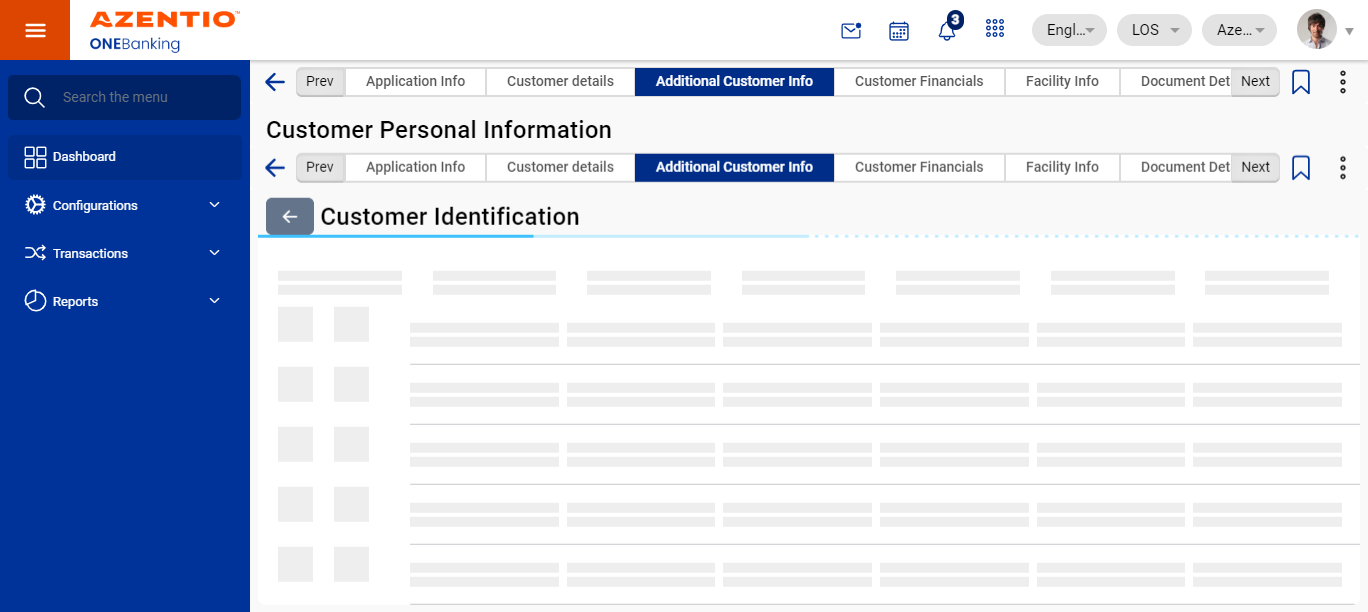 AZENTIO™
ONEBanking
3
Engl...
LOS
Aze...
Search the menu
Dashboard
Configurations
Transactions
Reports
Prev Application Info Customer details Additional Customer Info Customer Financials Facility Info Document Det Next
Customer Personal Information
Prev Application Info Customer details Additional Customer Info Customer Financials Facility Info Document Det Next
Customer Identification